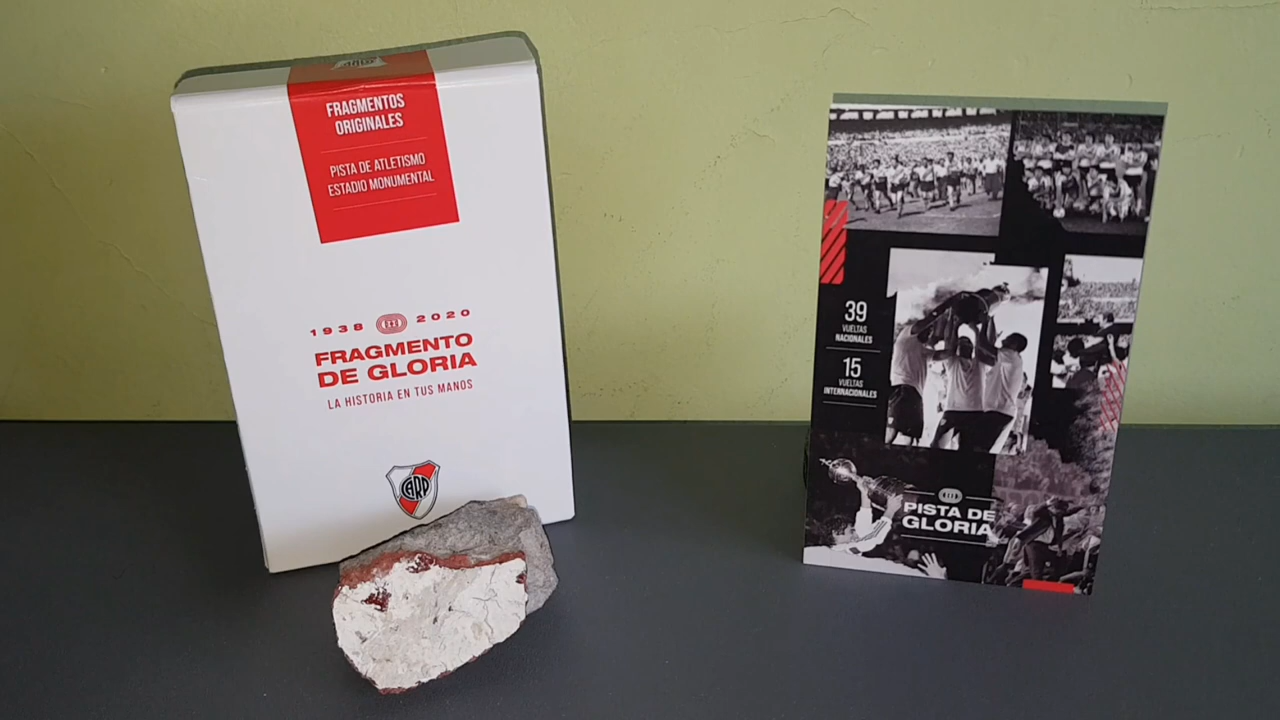 FRAGMENTOS
ORIGINALES
PISTA DE ATLETISMO
ESTADIO MONUMENTAL
1938 2020
FRAGMENTO
DE GLORIA
LA HISTORIA EN TUS MANOS
CARP
39
VUELTAS
NACIONALES
15
VUELTAS
INTERNACIONALES
PISTA DE
GLORIA